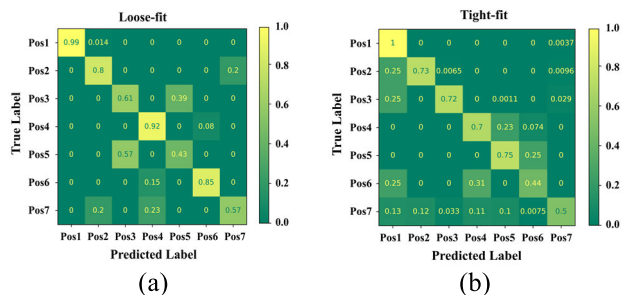 Loose-fit
True Label
Pos1 0.99 0.014 0 0 0 0 0
Pos2 0 0.8 0 0 0 0 0.2
Pos3 0 0 0.61 0 0.39 0 0
Pos4 0 0 0 0.92 0 0.08 0
Pos5 0 0 0.57 0 0.43 0 0
Pos6 0 0 0 0.15 0 0.85 0
Pos7 0 0.2 0 0.23 0 0 0.57
Pos1 Pos2 Pos3 Pos4 Pos5 Pos6 Pos7
Predicted Label
1.0
0.8
0.6
0.4
0.2
0.0
(a)
Tight-fit
True Label
Pos1 1 0 0 0 0 0 0.0037
Pos2 0.25 0.73 0.0065 0 0 0 0.0096
Pos3 0.25 0 0.72 0 0.0011 0 0.029
Pos4 0 0 0 0.7 0.23 0.074 0
Pos5 0 0 0 0 0.75 0.25 0
Pos6 0.25 0 0 0.31 0 0.44 0
Pos7 0.13 0.12 0.033 0.11 0.1 0.0075 0.5
Pos1 Pos2 Pos3 Pos4 Pos5 Pos6 Pos7
Predicted Label
1.0
0.8
0.6
0.4
0.2
0.0
(b)